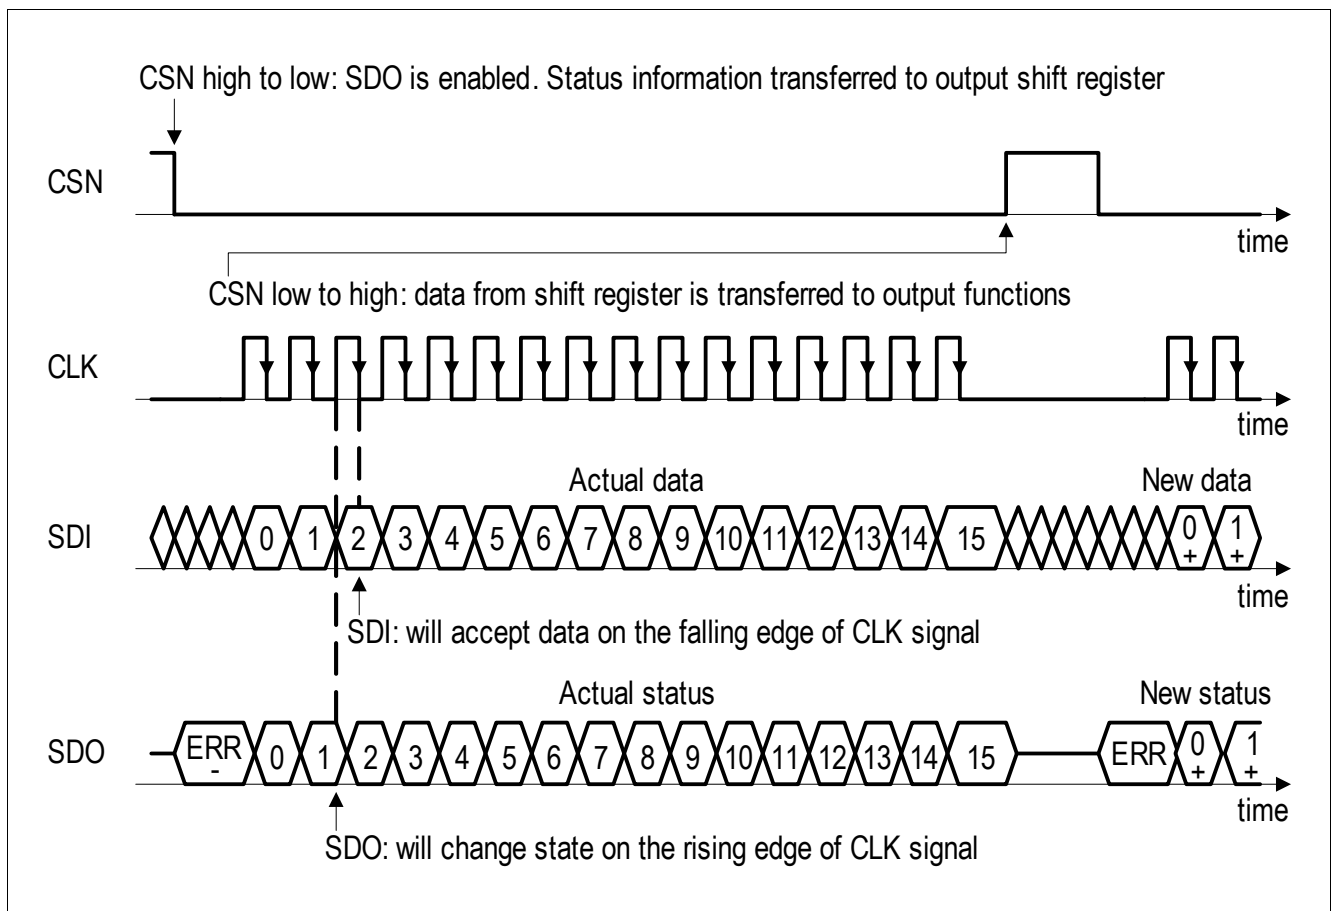 CSN high to low: SDO is enabled. Status information transferred to output shift register
CSN
time
CSN low to high: data from shift register is transferred to output functions
CLK
time
Actual data
New data
SDI
0 1 2 3 4 5 6 7 8 9 10 11 12 13 14 15 0 1
+ +
time
SDI: will accept data on the falling edge of CLK signal
Actual status
New status
SDO
ERR 0 1 2 3 4 5 6 7 8 9 10 11 12 13 14 15 ERR 0 1
- + +
time
SDO: will change state on the rising edge of CLK signal